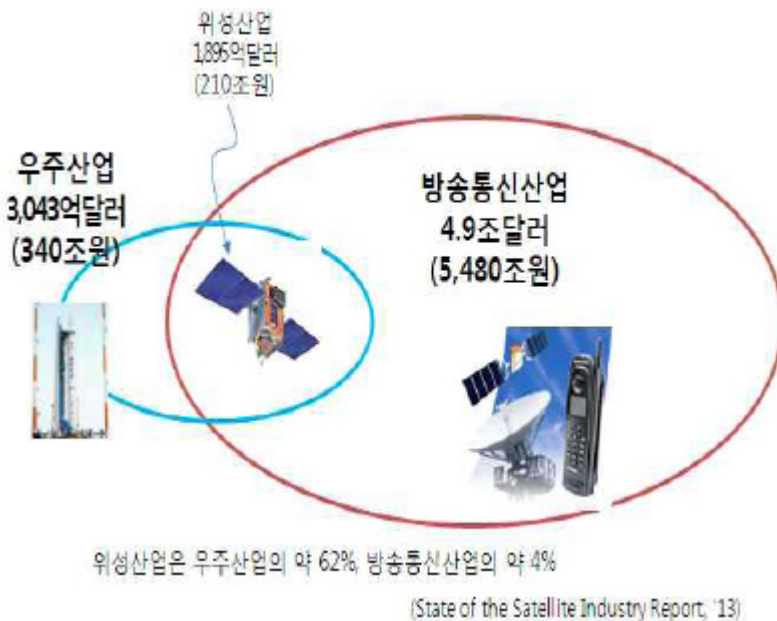 위성산업
1,895억달러
(210조원)
우주산업
3,043억달러
(340조원)
방송통신산업
4.9조달러
(5,480조원)
위성산업은 우주산업의 약 62%, 방송통신산업의 약 4%
(State of the Satellite Industry Report, '13)